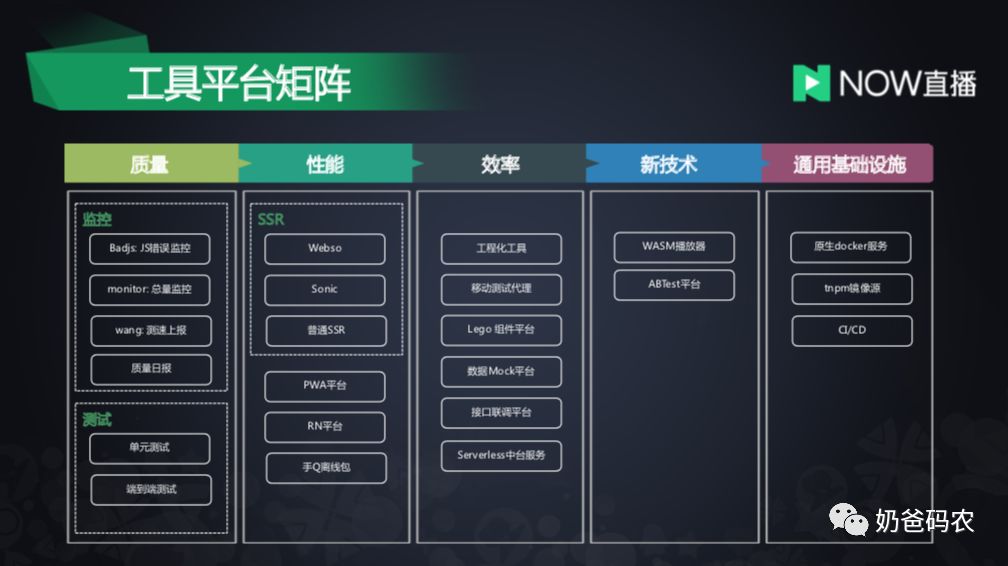 工具平台矩阵
NOW直播
质量
性能
效率
新技术
通用基础设施
监控
Badjs: JS错误监控
monitor: 总量监控
wang: 测速上报
质量日报
测试
单元测试
端到端测试
SSR
Webso
Sonic
普通SSR
PWA平台
RN平台
手Q离线包
工程化工具
移动测试代理
Lego 组件平台
数据Mock平台
接口联调平台
Serverless中台服务
WASM播放器
ABTest平台
原生docker服务
tnpm镜像源
CI/CD
奶爸码农